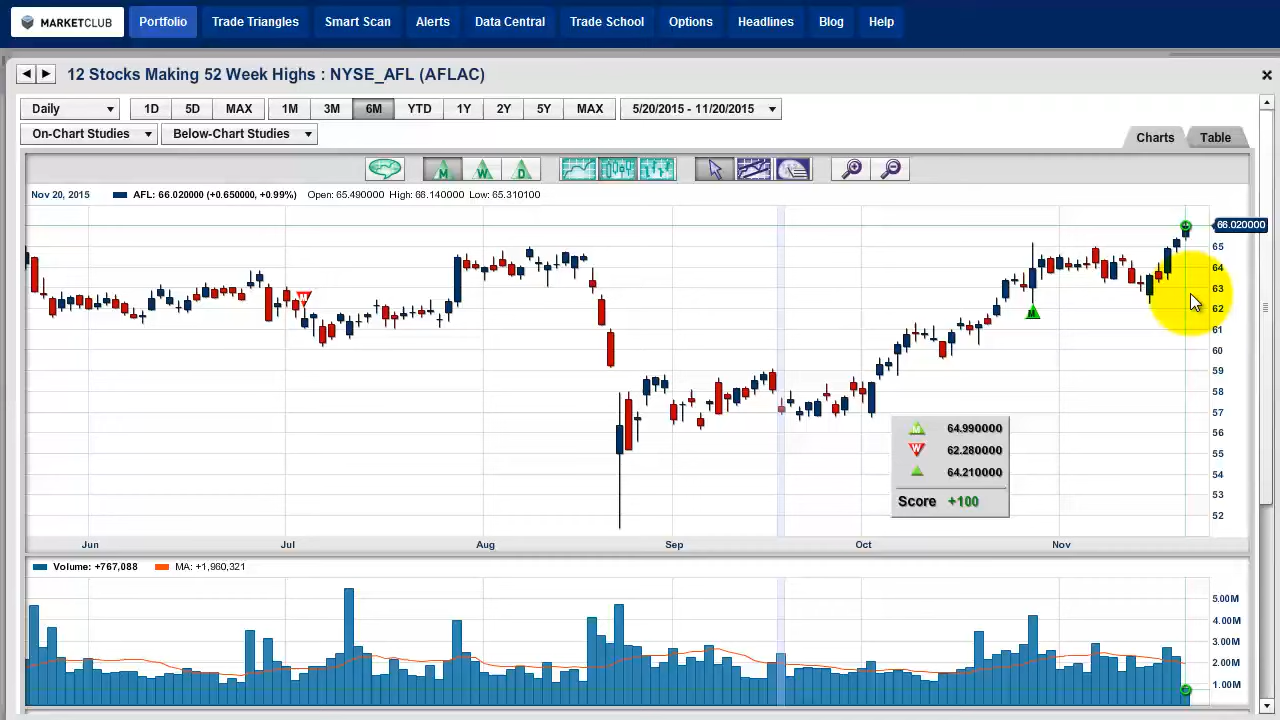 MARKETCLUB Portfolio Trade Triangles Smart Scan Alerts Data Central Trade School Options Headlines Blog Help
12 Stocks Making 52 Week Highs : NYSE_AFL (AFLAC)
Daily 1D 5D MAX 1M 3M 6M YTD 1Y 2Y 5Y MAX 5/20/2015 - 11/20/2015
On-Chart Studies Below-Chart Studies Charts Table
M W D
Nov 20, 2015 AFL: 66.020000 (+0.650000, +0.99%) Open: 65.490000 High: 66.140000 Low: 65.310100
66.020000
65
64
63
62
61
60
59
58
57
56
55
54
53
52
W
M
M 64.990000
W 62.280000
64.210000
Score +100
Jun Jul Aug Sep Oct Nov
Volume: +767,088 MA: +1,960,321
5.00M
4.00M
3.00M
2.00M
1.00M